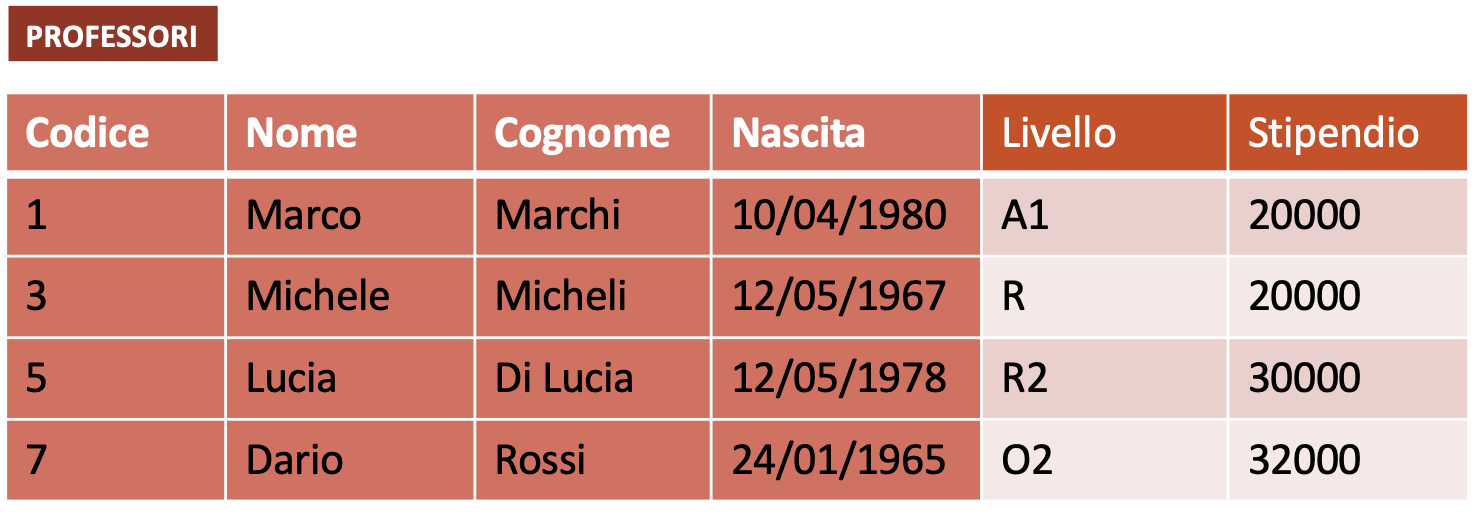 PROFESSORI
Codice Nome Cognome Nascita Livello Stipendio
1 Marco Marchi 10/04/1980 A1 20000
3 Michele Micheli 12/05/1967 R 20000
5 Lucia Di Lucia 12/05/1978 R2 30000
7 Dario Rossi 24/01/1965 O2 32000